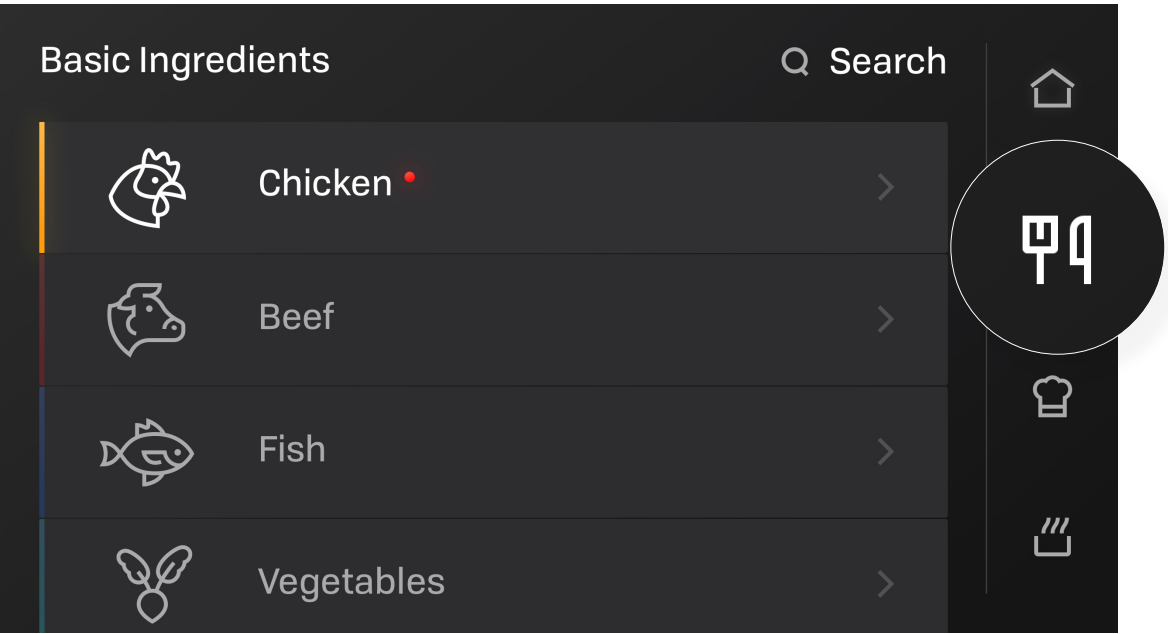 Basic Ingredients
Search
Chicken
Beef
Fish
Vegetables